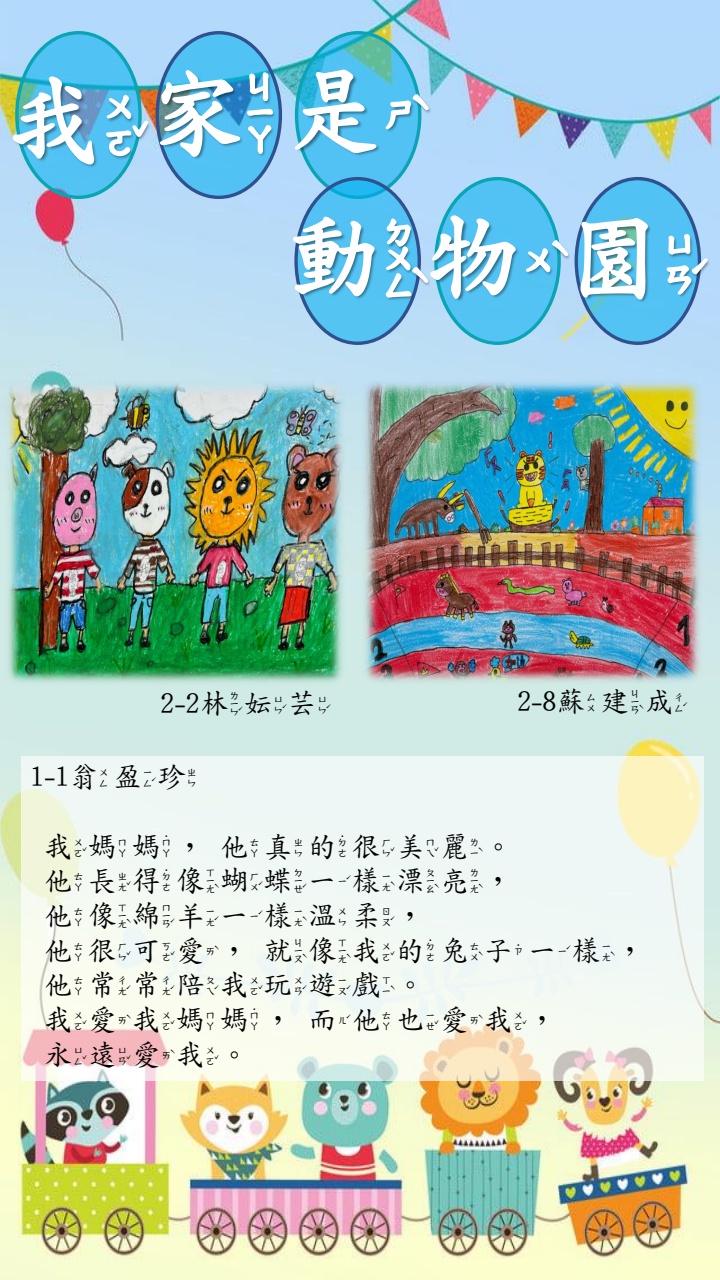 我家是
動物園
2-2林妘芸
2-8蘇建成
1-1翁盈珍
我媽媽，他真的很美麗。
他長得像蝴蝶一樣漂亮，
他像綿羊一樣溫柔，
他很可愛，就像我的兔子一樣，
他常常陪我玩遊戲。
我愛我媽媽，而他也愛我，
永遠愛我。